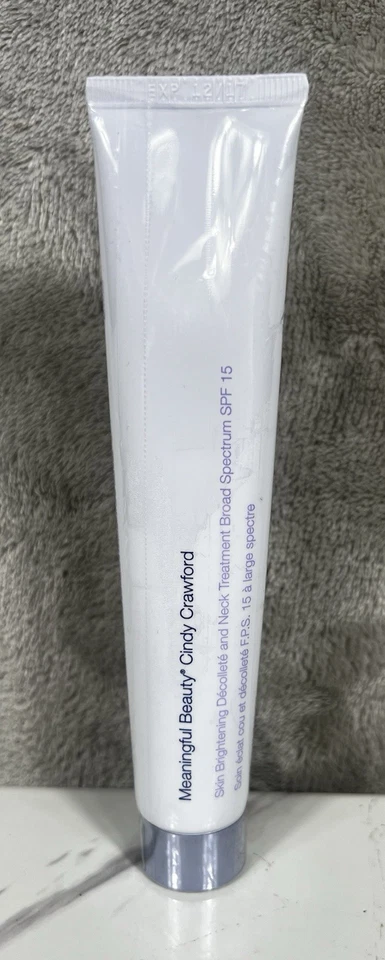 EXP 12/17
Meaningful Beauty® Cindy Crawford
Skin Brightening Décolleté and Neck Treatment Broad Spectrum SPF 15
Soin éclat cou et décolleté F.P.S. 15 à large spectre